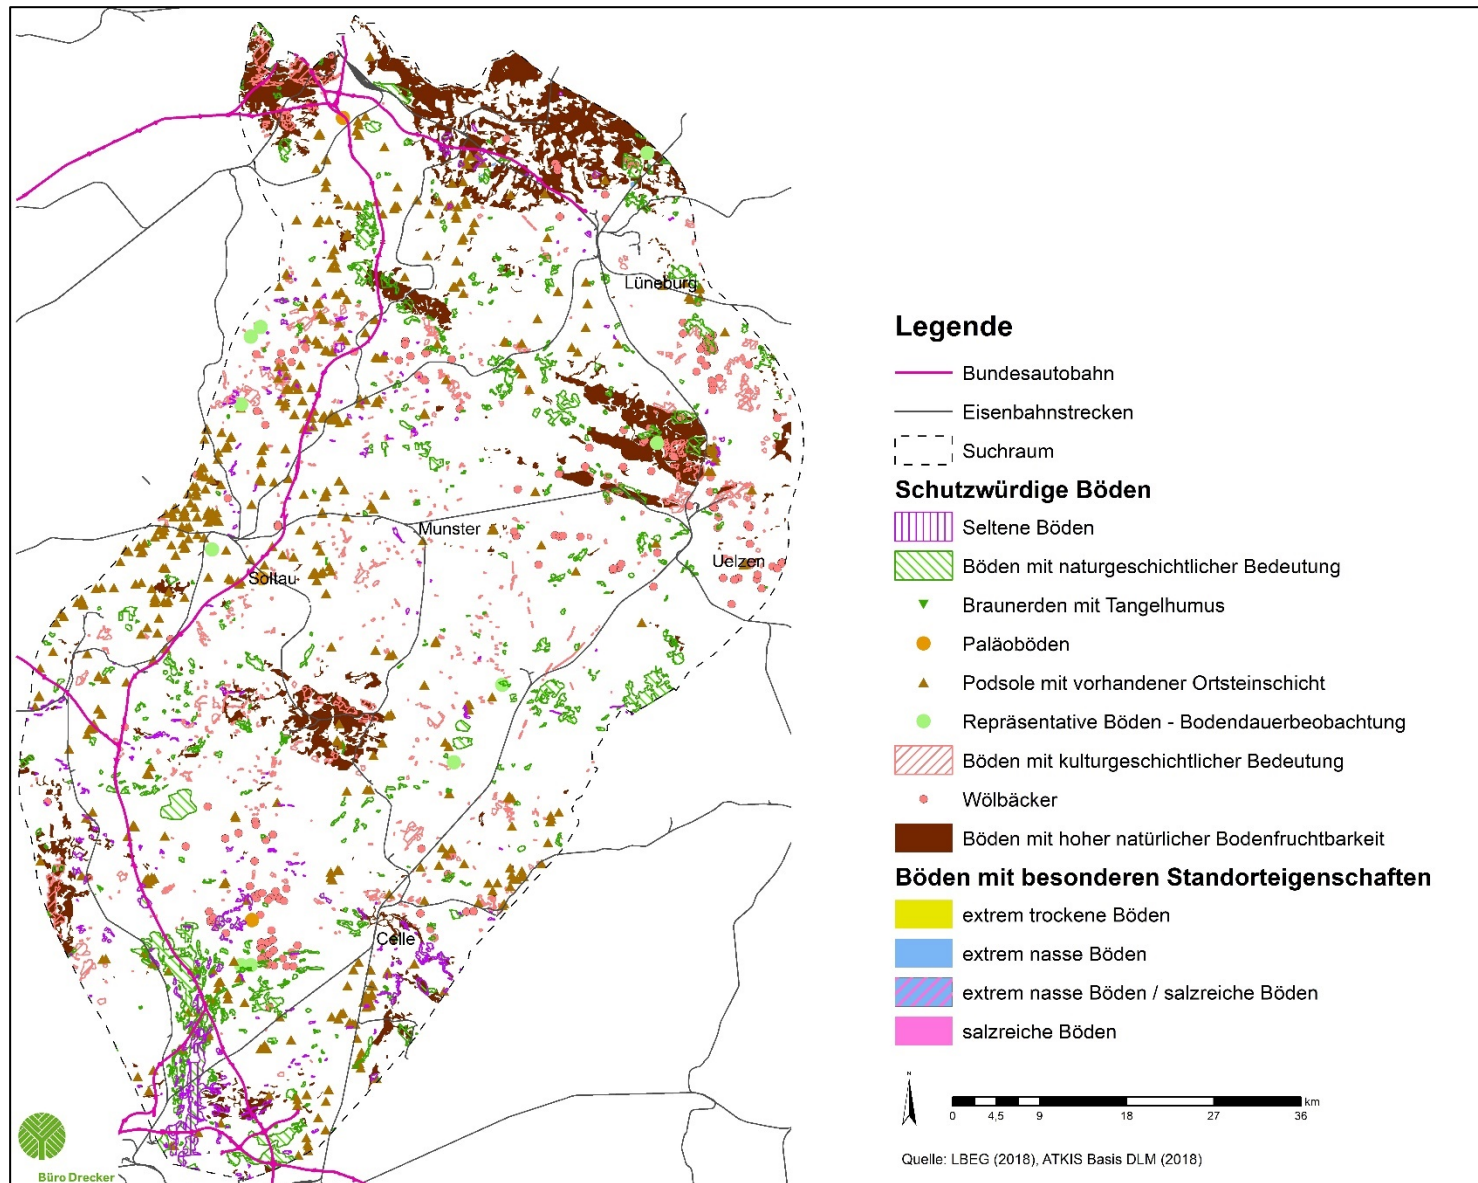 Lüneburg
Munster
Uelzen
Soltau
Celle
Büro Drecker
Legende
Bundesautobahn
Eisenbahnstrecken
Suchraum
Schutzwürdige Böden
Seltene Böden
Böden mit naturgeschichtlicher Bedeutung
Braunerden mit Tangelhumus
Paläoböden
Podsole mit vorhandener Ortsteinschicht
Repräsentative Böden - Bodendauerbeobachtung
Böden mit kulturgeschichtlicher Bedeutung
Wölbäcker
Böden mit hoher natürlicher Bodenfruchtbarkeit
Böden mit besonderen Standorteigenschaften
extrem trockene Böden
extrem nasse Böden
extrem nasse Böden / salzreiche Böden
salzreiche Böden
N
km
0 4,5 9 18 27 36
Quelle: LBEG (2018), ATKIS Basis DLM (2018)